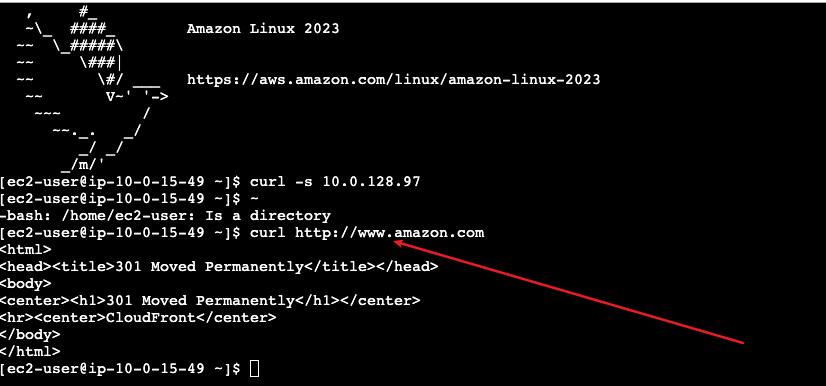 ,     #_
   ~\_  ####_        Amazon Linux 2023
  ~~  \_#####\
  ~~     \###|
  ~~       \#/ ___   https://aws.amazon.com/linux/amazon-linux-2023
   ~~       V~' '->
    ~~~         /
      ~~._.   _/
         _/ _/
       _/m/'
[ec2-user@ip-10-0-15-49 ~]$ curl -s 10.0.128.97
[ec2-user@ip-10-0-15-49 ~]$ ~
-bash: /home/ec2-user: Is a directory
[ec2-user@ip-10-0-15-49 ~]$ curl http://www.amazon.com
<html>
<head><title>301 Moved Permanently</title></head>
<body>
<center><h1>301 Moved Permanently</h1></center>
<hr><center>CloudFront</center>
</body>
</html>
[ec2-user@ip-10-0-15-49 ~]$